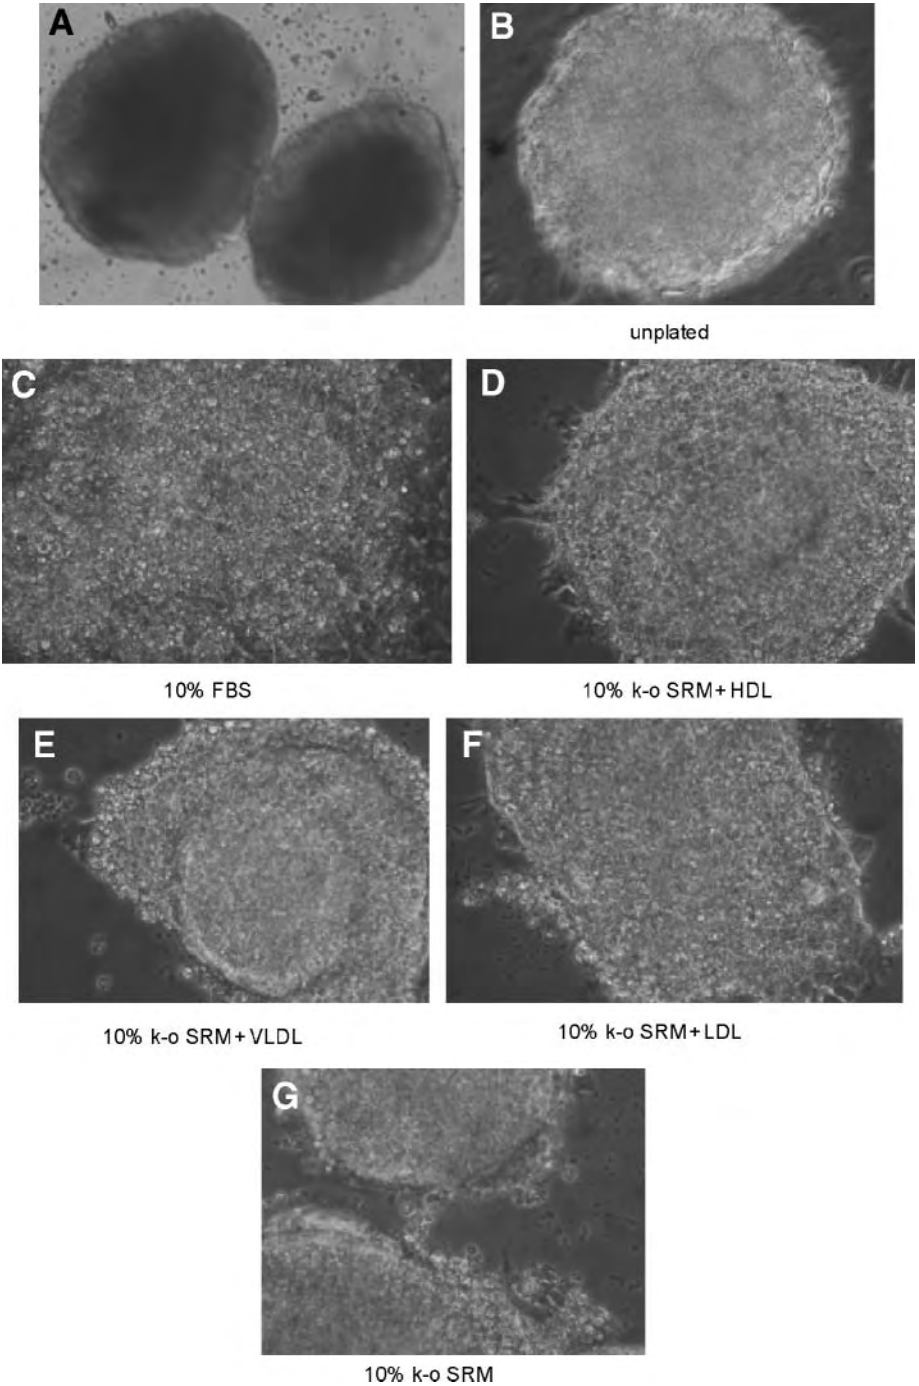 A
B
unplated
C
D
10% FBS
10% k-o SRM+HDL
E
F
10% k-o SRM+VLDL
10% k-o SRM+LDL
G
10% k-o SRM